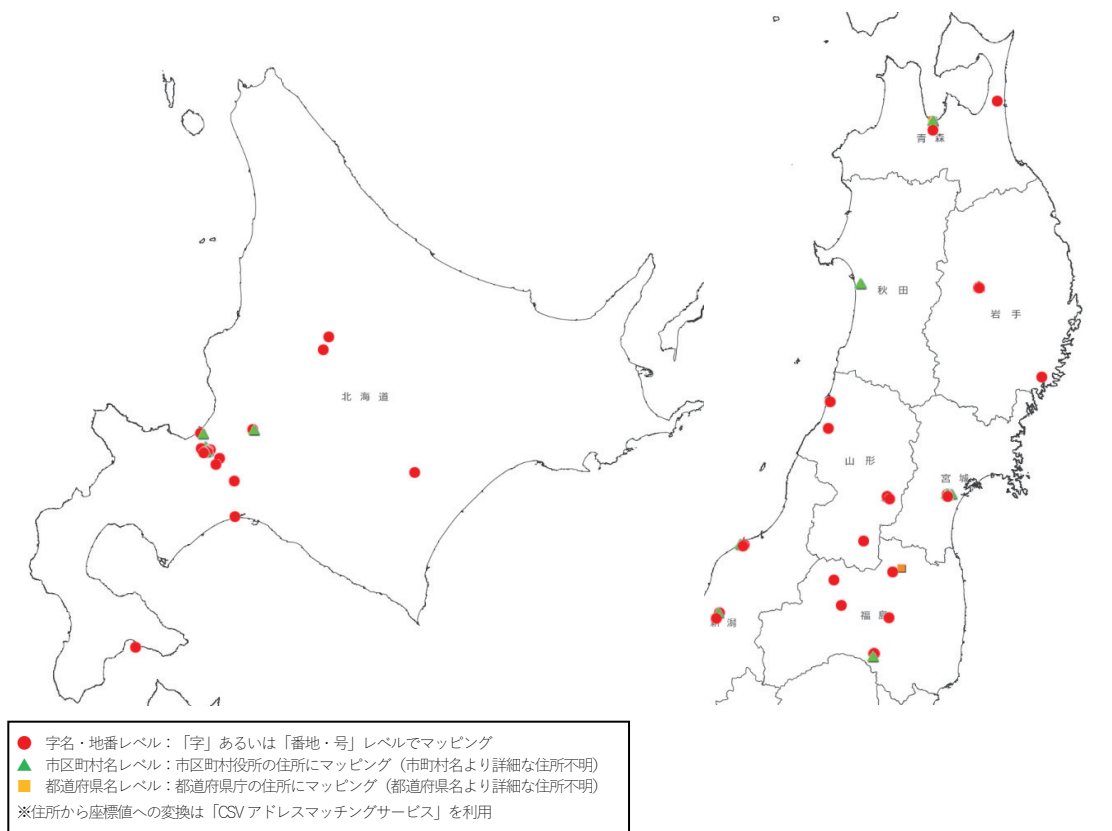 北海道
青森
秋田
岩手
山形
宮城
福島
新潟
字名・地番レベル：「字」あるいは「番地・号」レベルでマッピング
市区町村名レベル：市区町村役所の住所にマッピング（市町村名より詳細な住所不明）
都道府県名レベル：都道府県庁の住所にマッピング（都道府県名より詳細な住所不明）
※住所から座標値への変換は「CSVアドレスマッチングサービス」を利用